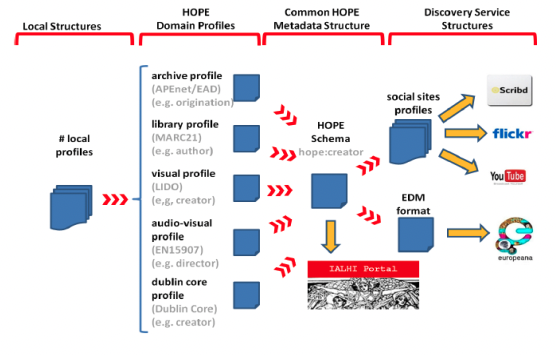 Local Structures
HOPE
Domain Profiles
Common HOPE
Metadata Structure
Discovery Service
Structures
# local
profiles
archive profile
(APEnet/EAD)
(e.g. origination)
library profile
(MARC21)
(e.g. author)
visual profile
(LIDO)
(e.g, creator)
audio-visual
profile
(EN15907)
(e.g. director)
dublin core
profile
(Dublin Core)
(e.g. creator)
HOPE
Schema
hope:creator
IALHI Portal
social sites
profiles
EDM
format
Scribd
flickr
YouTube
europeana